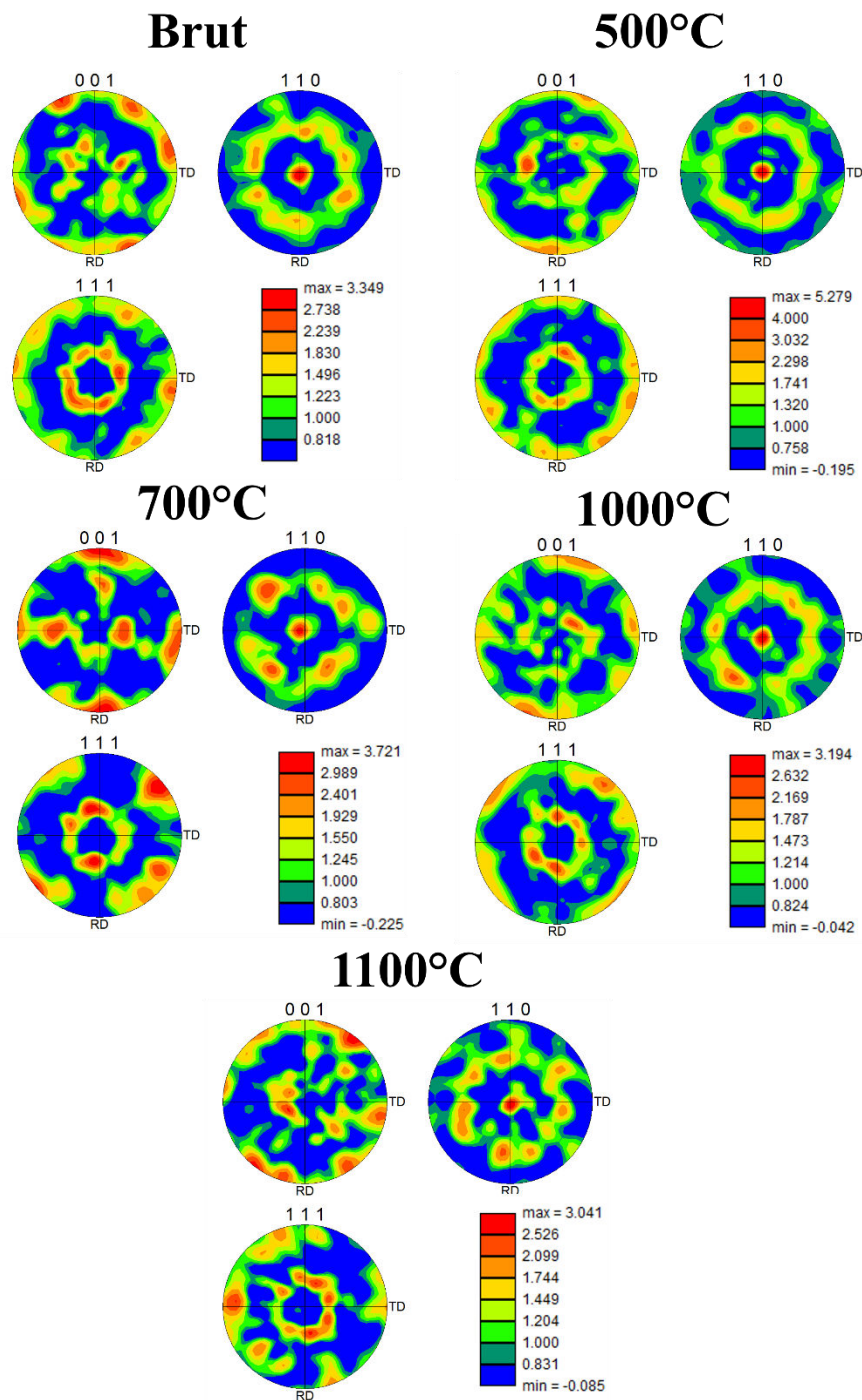 Brut
0 0 1
1 1 0
TD
TD
RD
RD
1 1 1
TD
RD
max = 3.349
2.738
2.239
1.830
1.496
1.223
1.000
0.818
500°C
0 0 1
1 1 0
TD
TD
RD
RD
1 1 1
TD
RD
max = 5.279
4.000
3.032
2.298
1.741
1.320
1.000
0.758
min = -0.195
700°C
0 0 1
1 1 0
TD
TD
RD
RD
1 1 1
TD
RD
max = 3.721
2.989
2.401
1.929
1.550
1.245
1.000
0.803
min = -0.225
1000°C
0 0 1
1 1 0
TD
TD
RD
RD
1 1 1
TD
RD
max = 3.194
2.632
2.169
1.787
1.473
1.214
1.000
0.824
min = -0.042
1100°C
0 0 1
1 1 0
TD
TD
RD
RD
1 1 1
TD
RD
max = 3.041
2.526
2.099
1.744
1.449
1.204
1.000
0.831
min = -0.085